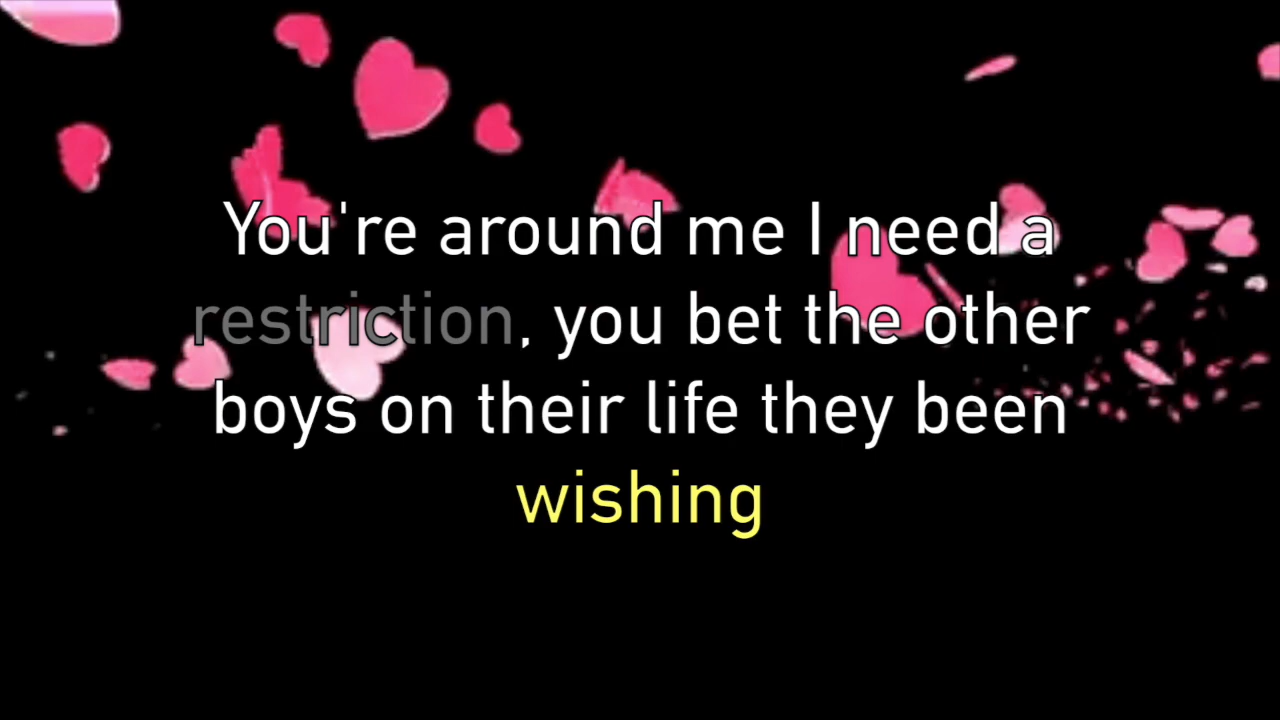 You're around me I need a
restriction, you bet the other
boys on their life they been
wishing